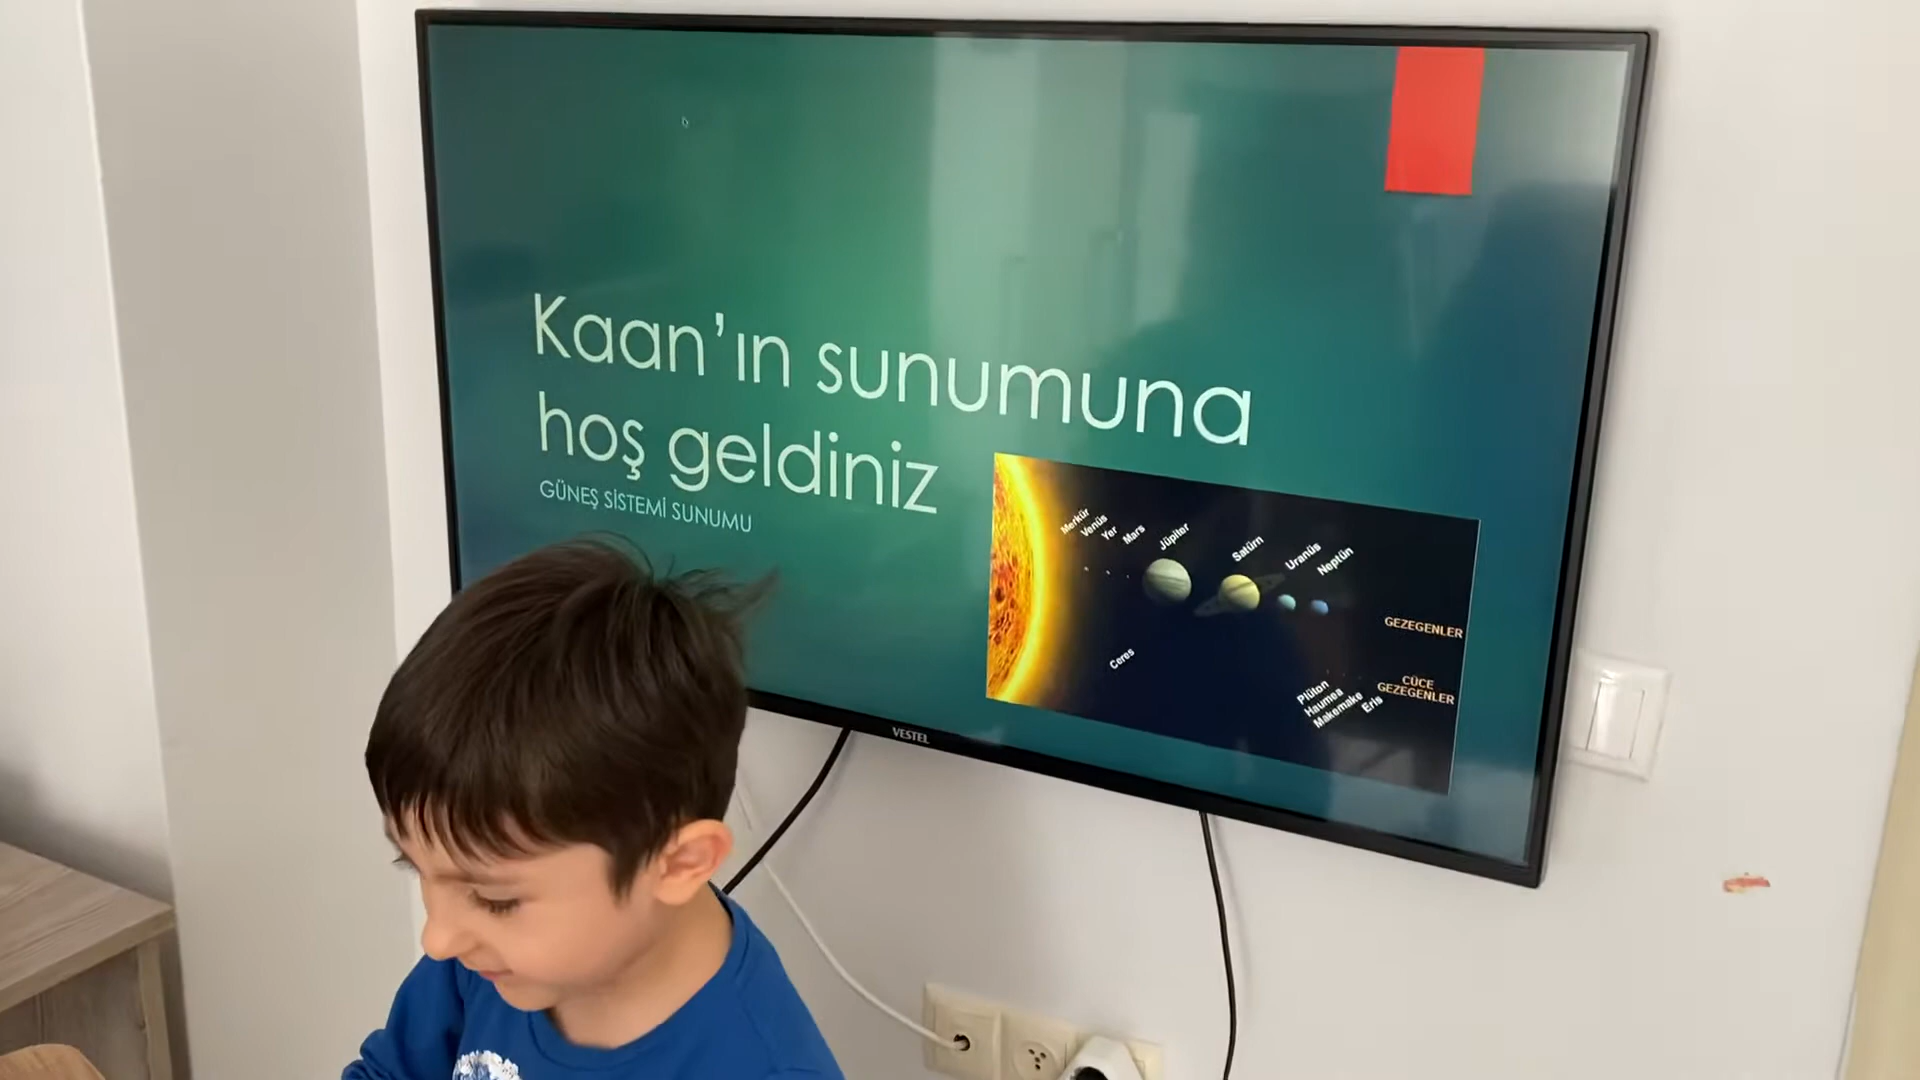 Kaan'ın sunumuna
hoş geldiniz
GÜNEŞ SİSTEMİ SUNUMU
Merkür
Venüs
Yer
Mars
Jüpiter
Satürn
Uranüs
Neptün
GEZEGENLER
Ceres
Plüton
Haumea
Makemake
Eris
CÜCE
GEZEGENLER
VESTEL